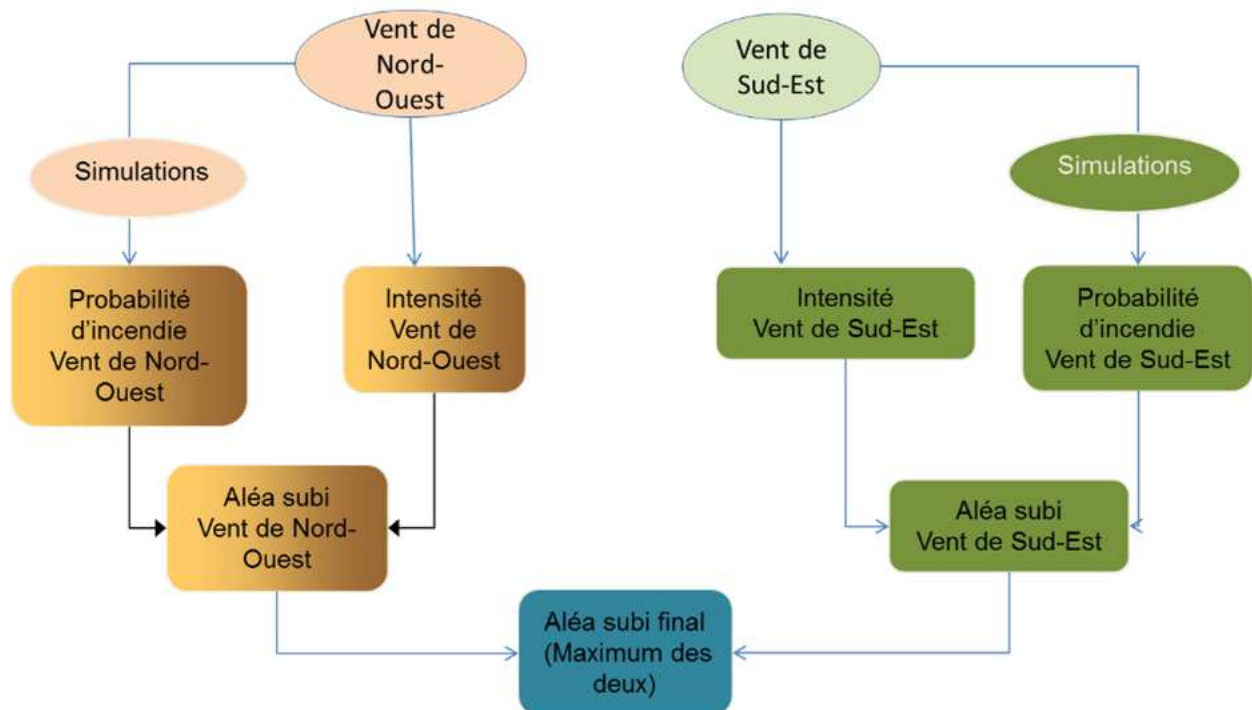 Vent de
Nord-
Ouest
Vent de
Sud-Est
Simulations
Simulations
Probabilité
d'incendie
Vent de Nord-
Ouest
Intensité
Vent de
Nord-Ouest
Intensité
Vent de Sud-Est
Probabilité
d'incendie
Vent de Sud-Est
Aléa subi
Vent de Nord-
Ouest
Aléa subi
Vent de Sud-Est
Aléa subi final
(Maximum des
deux)